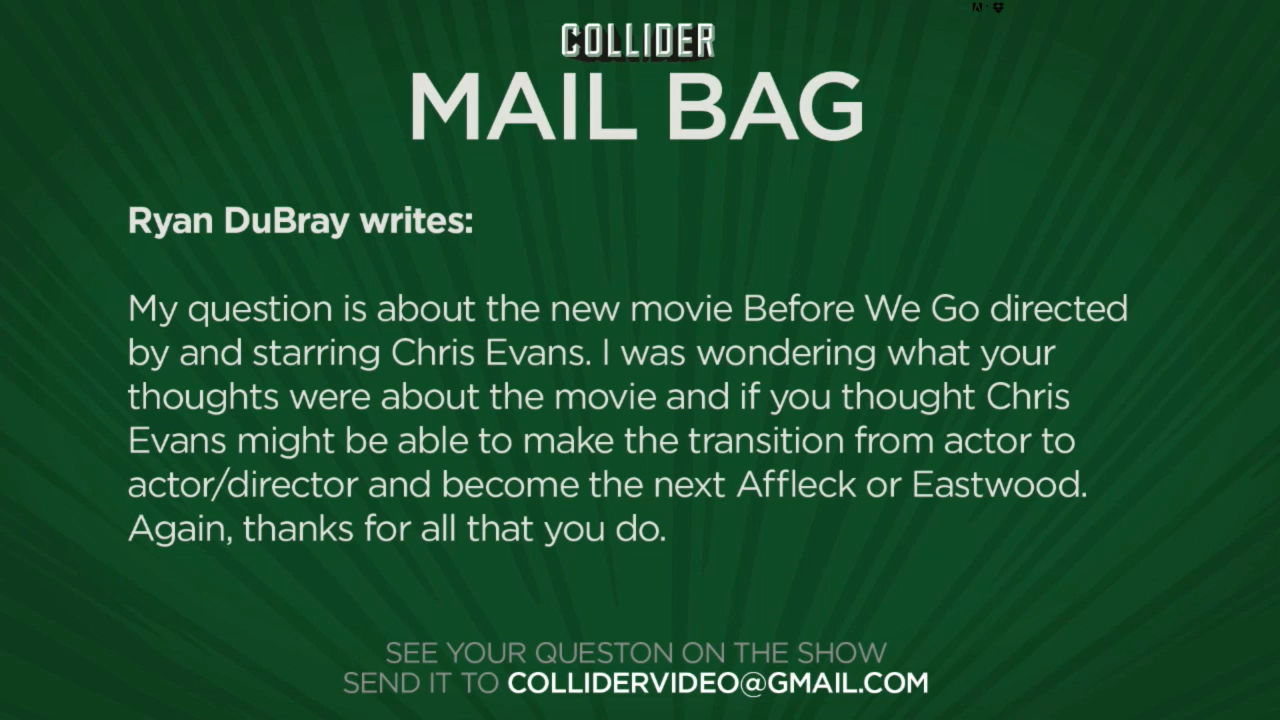 COLLIDER
MAIL BAG
Ryan DuBray writes:
My question is about the new movie Before We Go directed
by and starring Chris Evans. I was wondering what your
thoughts were about the movie and if you thought Chris
Evans might be able to make the transition from actor to
actor/director and become the next Affleck or Eastwood.
Again, thanks for all that you do.
SEE YOUR QUESTON ON THE SHOW
SEND IT TO COLLIDERVIDEO@GMAIL.COM